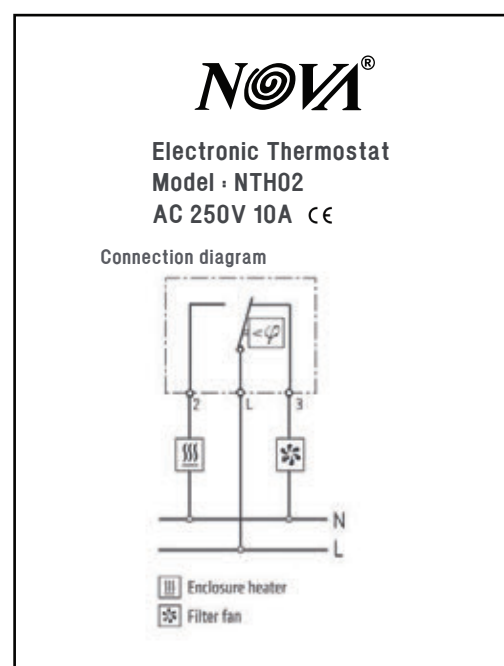 NOVA®
Electronic Thermostat
Model : NTH02
AC 250V 10A CE
Connection diagram
<φ
2 L 3
N
L
Enclosure heater
Filter fan